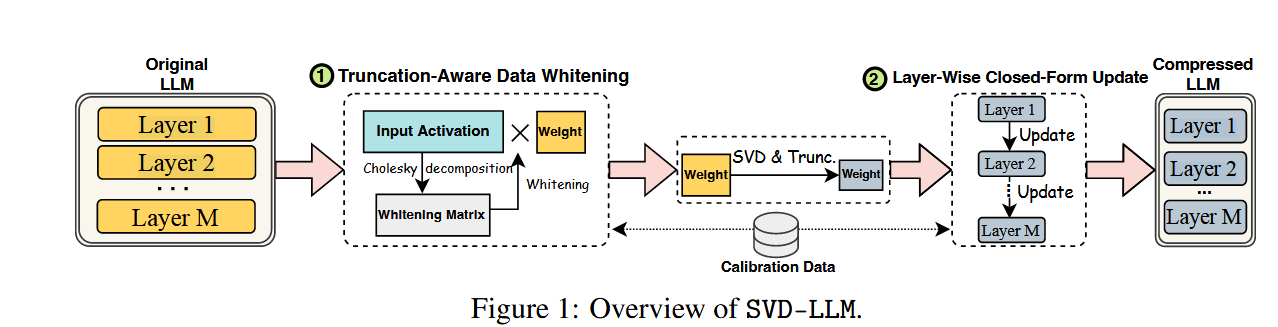 Original
LLM
Layer 1
Layer 2
...
Layer M
1 Truncation-Aware Data Whitening
Input Activation
×
Weight
Cholesky decomposition
Whitening
Whitening Matrix
Weight
SVD & Trunc.
Weight
Calibration Data
2 Layer-Wise Closed-Form Update
Layer 1
Update
Layer 2
Update
Layer M
Compressed
LLM
Layer 1
Layer 2
...
Layer M
Figure 1: Overview of SVD-LLM.